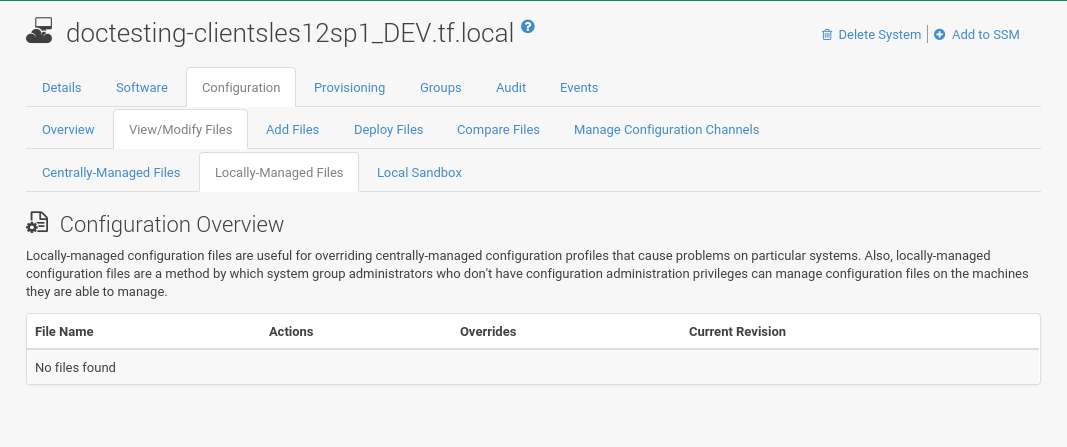 doctesting-clientsles12sp1_DEV.tf.local ?
Delete System | Add to SSM
Details Software Configuration Provisioning Groups Audit Events
Overview View/Modify Files Add Files Deploy Files Compare Files Manage Configuration Channels
Centrally-Managed Files Locally-Managed Files Local Sandbox
Configuration Overview
Locally-managed configuration files are useful for overriding centrally-managed configuration profiles that cause problems on particular systems. Also, locally-managed
configuration files are a method by which system group administrators who don't have configuration administration privileges can manage configuration files on the machines
they are able to manage.
File Name Actions Overrides Current Revision
No files found